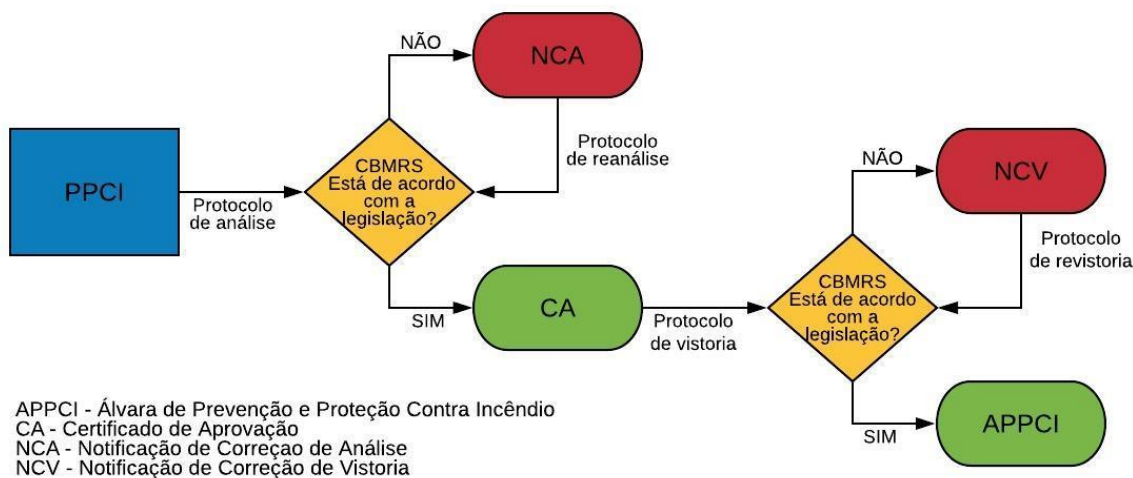 PPCI
Protocolo
de análise
CBMRS
Está de acordo
com a
legislação?
NÃO
NCA
Protocolo
de reanálise
SIM
CA
Protocolo
de vistoria
CBMRS
Está de acordo
com a
legislação?
NÃO
NCV
Protocolo
de revistoria
SIM
APPCI
APPCI - Álvara de Prevenção e Proteção Contra Incêndio
CA - Certificado de Aprovação
NCA - Notificação de Correçao de Análise
NCV - Notificação de Correção de Vistoria